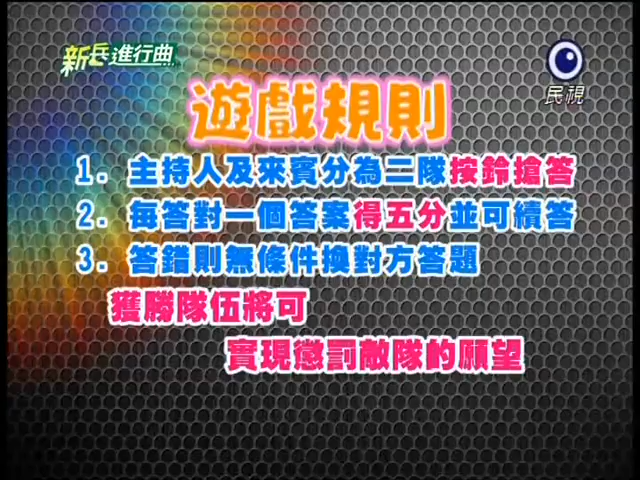 新兵進行曲
民視
遊戲規則
1. 主持人及來賓分為二隊按鈴搶答
2. 每答對一個答案得五分並可續答
3. 答錯則無條件換對方答題
獲勝隊伍將可
實現懲罰敵隊的願望